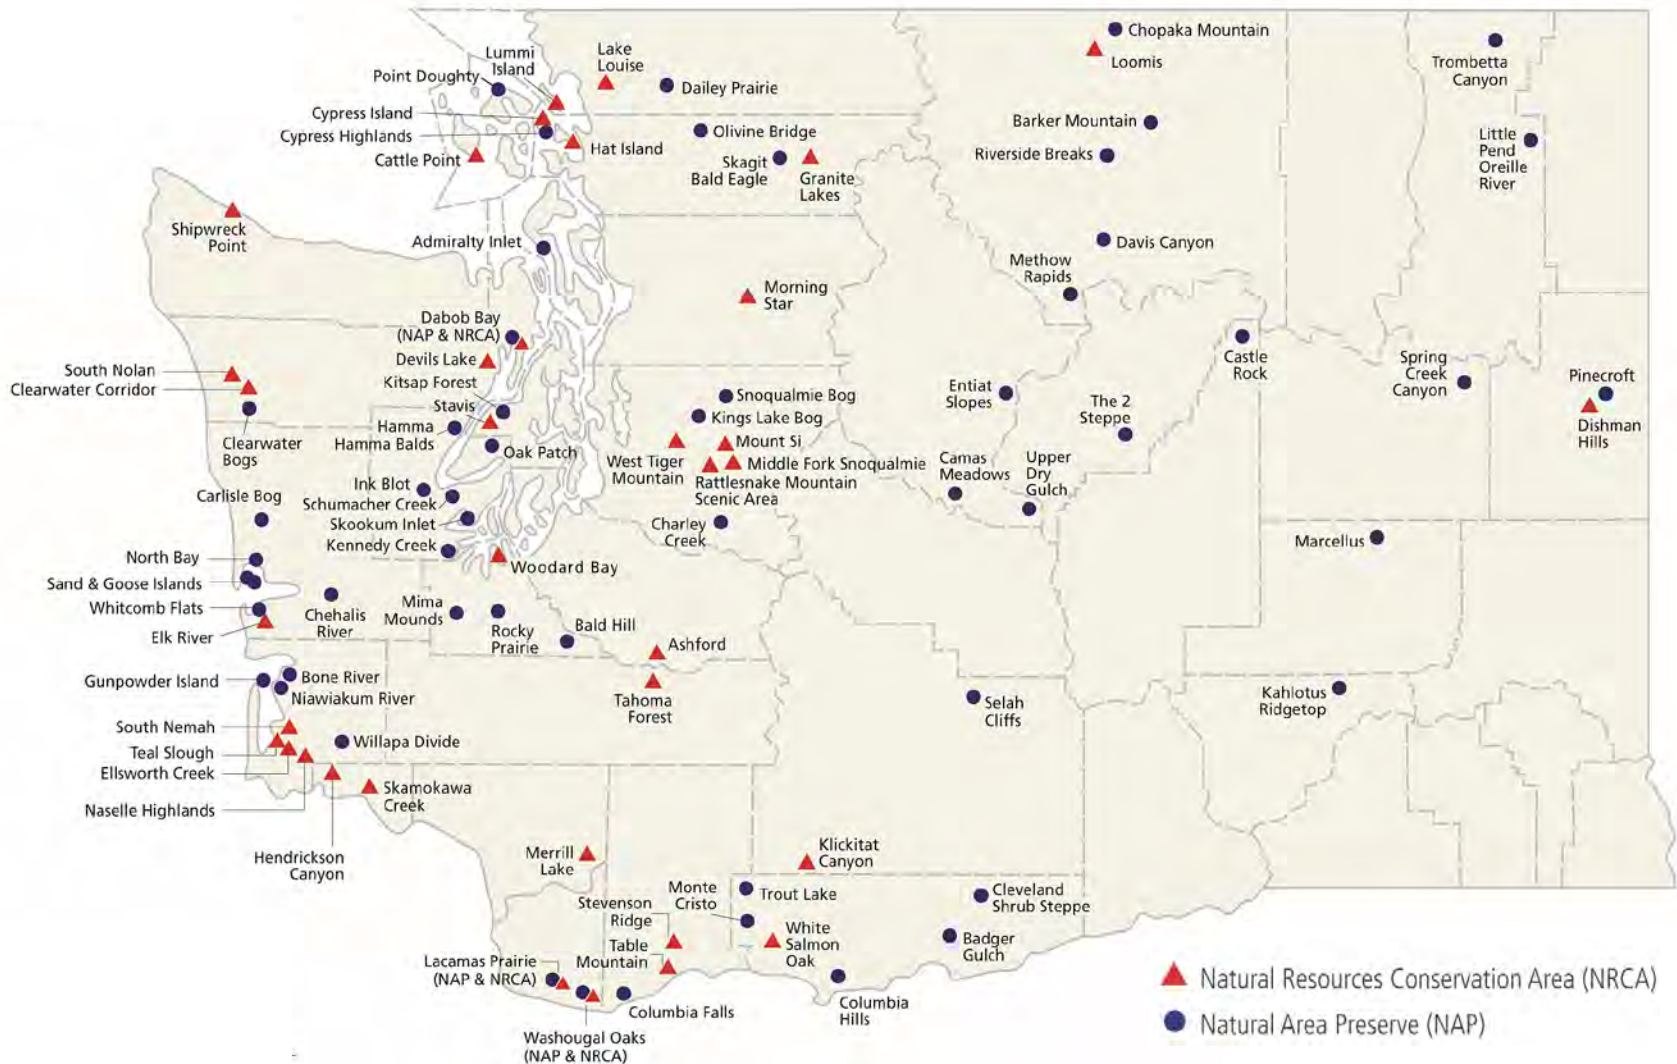 Chopaka Mountain
Loomis
Trombetta
Canyon
Lummi
Island
Lake
Louise
Point Doughty
Dailey Prairie
Cypress Island
Cypress Highlands
Cattle Point
Hat Island
Olivine Bridge
Skagit
Bald Eagle
Granite
Lakes
Barker Mountain
Riverside Breaks
Little
Pend
Oreille
River
Shipwreck
Point
Admiralty Inlet
Davis Canyon
Methow
Rapids
Morning
Star
Dabob Bay
(NAP & NRCA)
Devils Lake
Kitsap Forest
Stavis
Hamma
Hamma Balds
Oak Patch
South Nolan
Clearwater Corridor
Clearwater
Bogs
Castle
Rock
Spring
Creek
Canyon
Pinecroft
Dishman
Hills
Entiat
Slopes
The 2
Steppe
Snoqualmie Bog
Kings Lake Bog
Mount Si
West Tiger
Mountain
Middle Fork Snoqualmie
Rattlesnake Mountain
Scenic Area
Camas
Meadows
Upper
Dry
Gulch
Carlisle Bog
Ink Blot
Schumacher Creek
Skookum Inlet
Kennedy Creek
Charley
Creek
Marcellus
Woodard Bay
North Bay
Sand & Goose Islands
Whitcomb Flats
Elk River
Chehalis
River
Mima
Mounds
Rocky
Prairie
Bald Hill
Ashford
Tahoma
Forest
Gunpowder Island
Bone River
Niawiakum River
Selah
Cliffs
Kahlotus
Ridgetop
South Nemah
Teal Slough
Ellsworth Creek
Naselle Highlands
Willapa Divide
Skamokawa
Creek
Hendrickson
Canyon
Merrill
Lake
Klickitat
Canyon
Monte
Cristo
Trout Lake
Cleveland
Shrub Steppe
Stevenson
Ridge
Table
Mountain
White
Salmon
Oak
Badger
Gulch
Lacamas Prairie
(NAP & NRCA)
Columbia Falls
Columbia
Hills
Washougal Oaks
(NAP & NRCA)
Natural Resources Conservation Area (NRCA)
Natural Area Preserve (NAP)